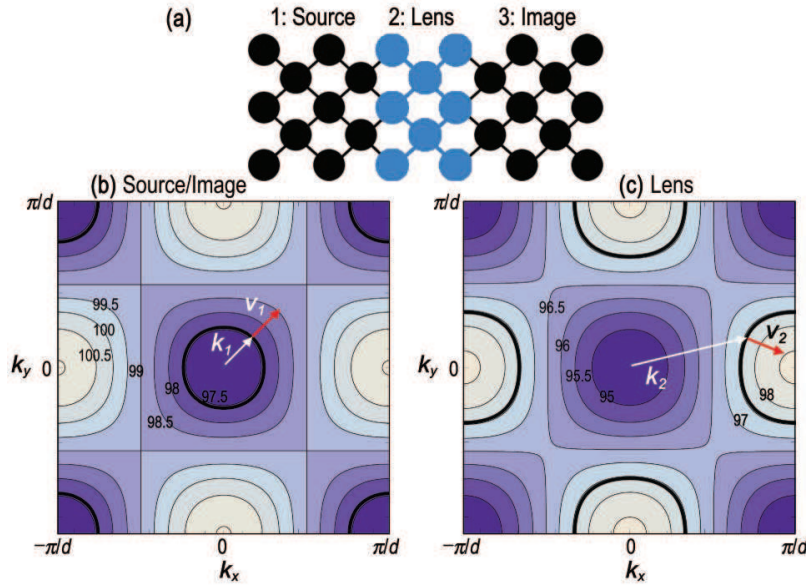 (a) 1: Source 2: Lens 3: Image
(b) Source/Image
(c) Lens
π/d
99.5
100
100.5
99
98
97.5
98.5
k1
v1
ky 0
−π/d 0 π/d
kx
π/d
96.5
96
95.5
95
98
97
k2
v2
ky 0
−π/d 0 π/d
kx